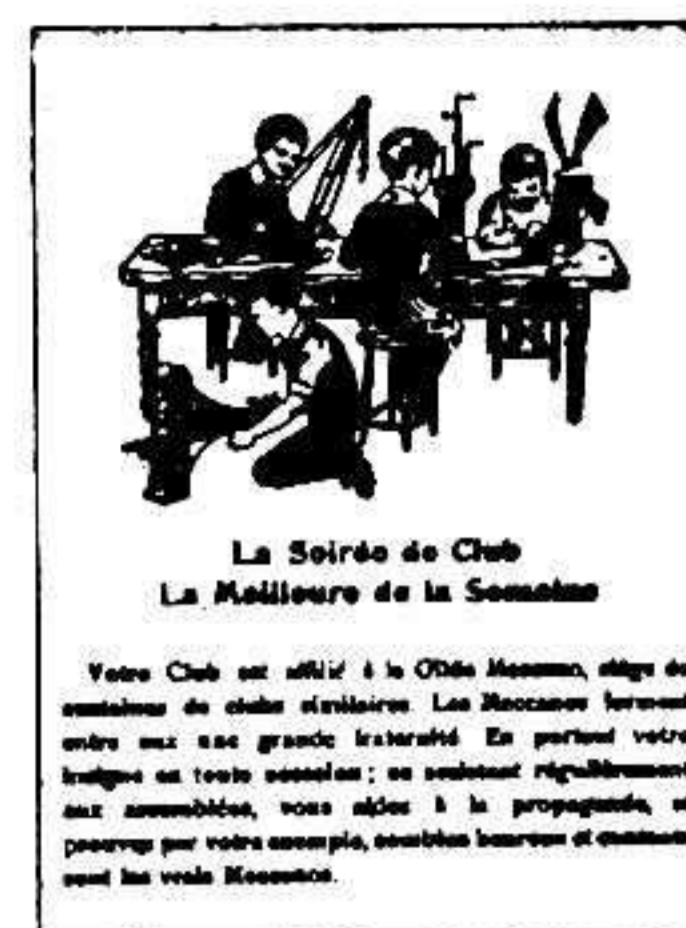 La Soirée de Club
La Meilleure de la Semaine
Votre Club est affilié à la Gilde Meccano, siège de
centaines de clubs similaires. Les Meccanos forment
entre eux une grande fraternité. En portant votre
insigne en toute occasion ; en assistant régulièrement
aux assemblées, vous aidez à la propagande, et
prouvez par votre exemple, combien heureux et contents
sont les vrais Meccanos.